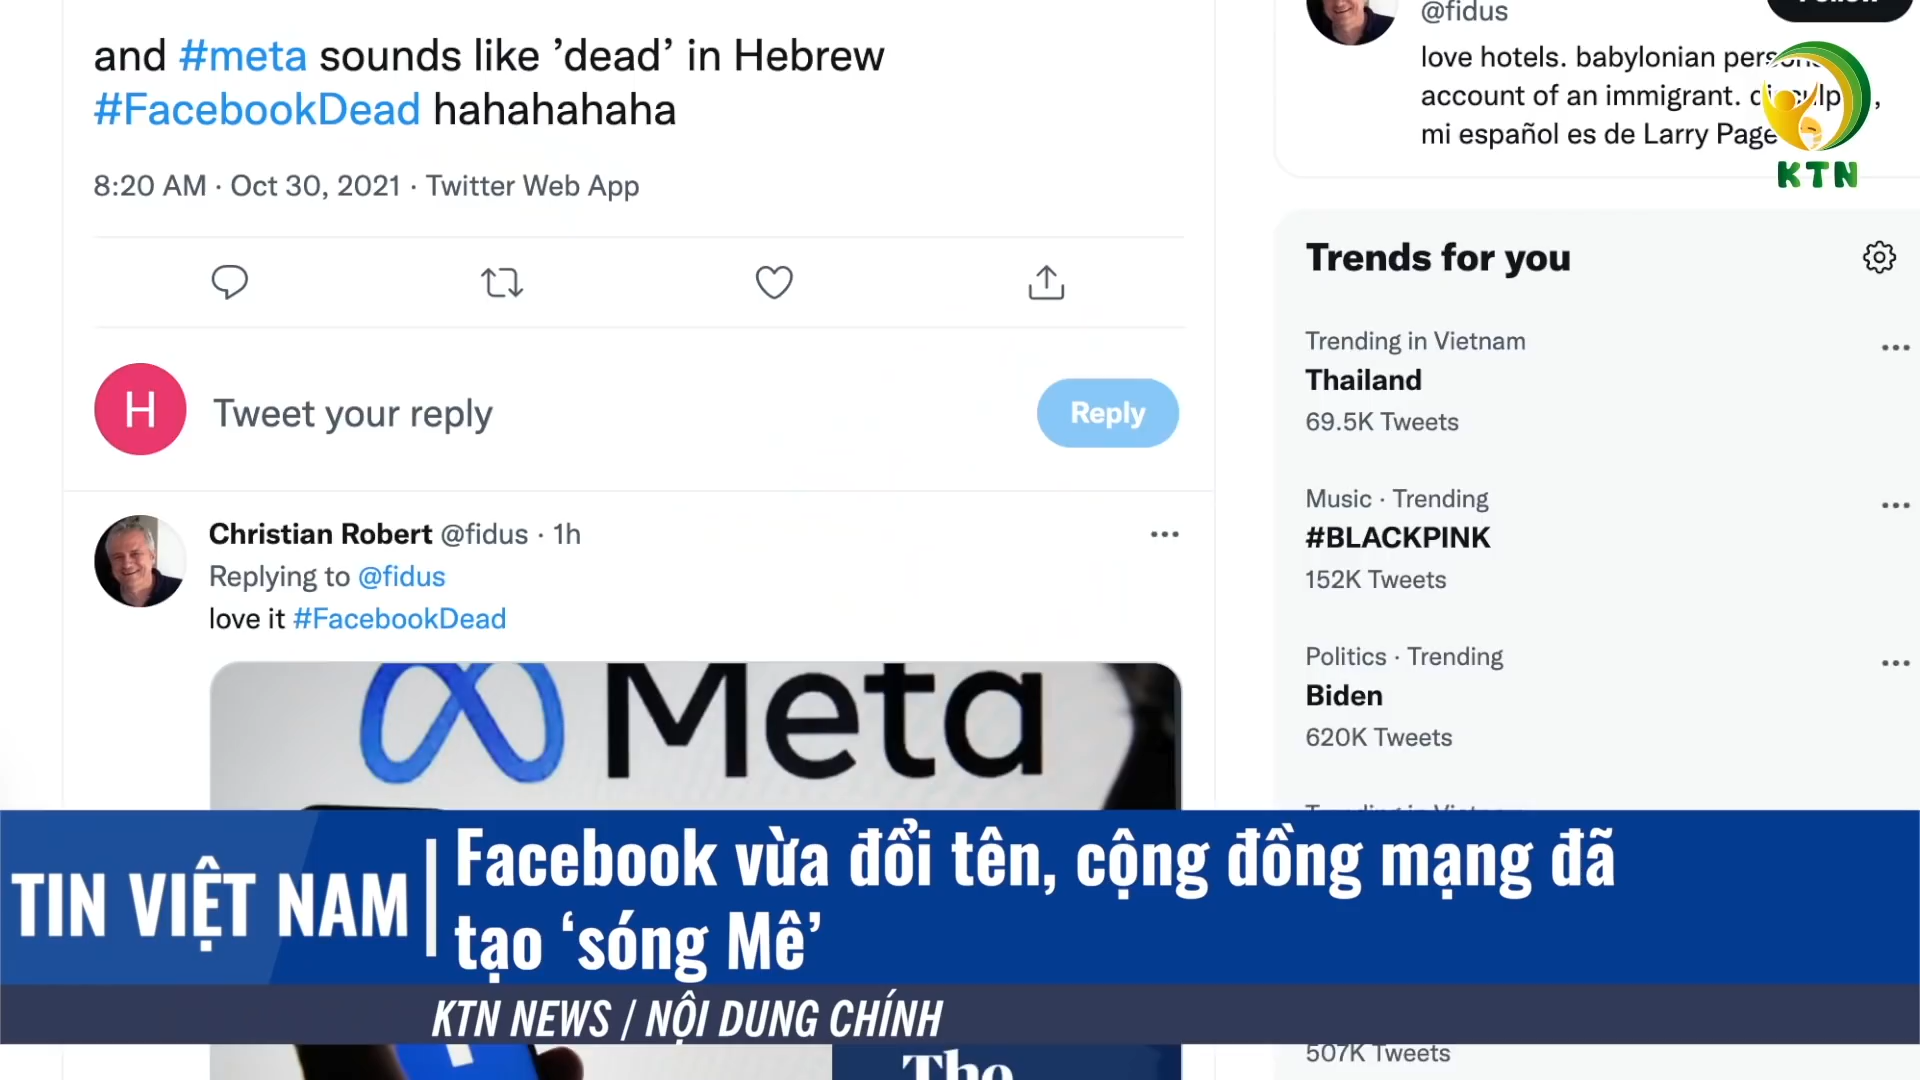 and #meta sounds like ’dead’ in Hebrew
#FacebookDead hahahahaha
8:20 AM · Oct 30, 2021 · Twitter Web App
H
Tweet your reply
Reply
Christian Robert @fidus · 1h
Replying to @fidus
love it #FacebookDead
Meta
The
@fidus
love hotels. babylonian
account of an immigrant.
mi español es de Larry Page
KTN
Trends for you
Trending in Vietnam
Thailand
69.5K Tweets
Music · Trending
#BLACKPINK
152K Tweets
Politics · Trending
Biden
620K Tweets
507K Tweets
TIN VIỆT NAM
Facebook vừa đổi tên, cộng đồng mạng đã
tạo ‘sóng Mê’
KTN NEWS / NỘI DUNG CHÍNH